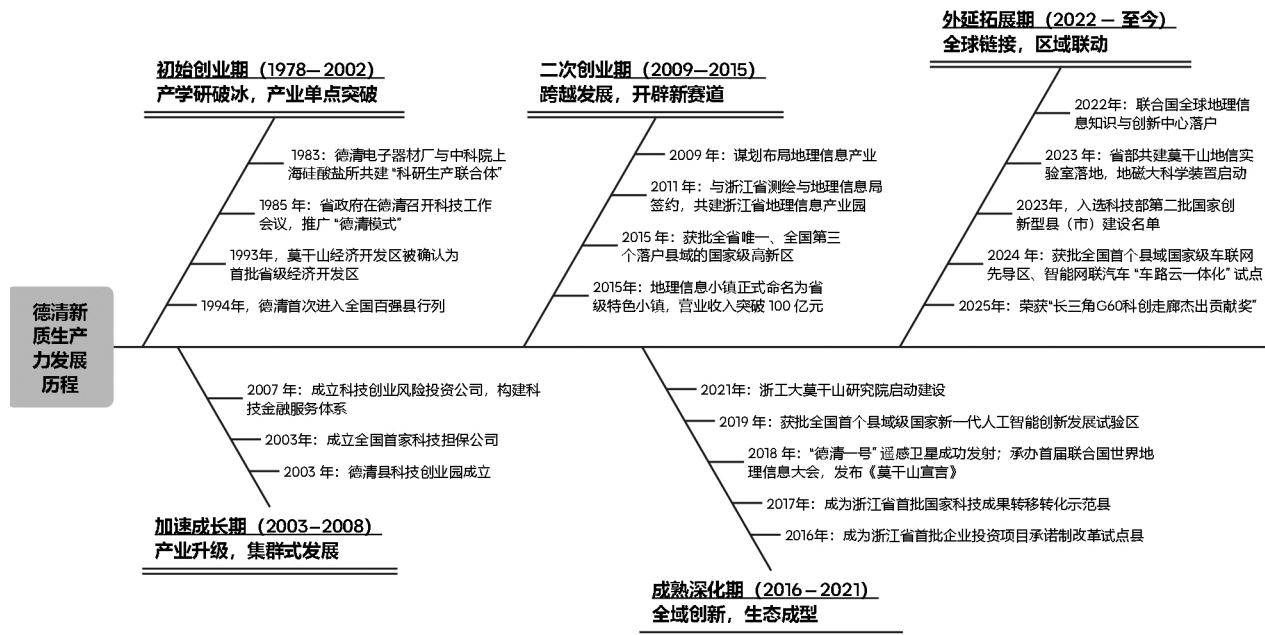 德清新
质生产
力发展
历程
初始创业期（1978—2002）
产学研破冰，产业单点突破
1983：德清电子器材厂与中科院上
海硅酸盐所共建“科研生产联合体”
1985 年：省政府在德清召开科技工作
会议，推广“德清模式”
1993年，莫干山经济开发区被确认为
首批省级经济开发区
1994年，德清首次进入全国百强县行列
2007 年：成立科技创业风险投资公司，构建科
技金融服务体系
2003年：成立全国首家科技担保公司
2003 年：德清县科技创业园成立
加速成长期（2003—2008）
产业升级，集群式发展
二次创业期（2009—2015）
跨越发展，开辟新赛道
2009 年：谋划布局地理信息产业
2011 年：与浙江省测绘与地理信息局
签约，共建浙江省地理信息产业园
2015 年：获批全省唯一、全国第三
个落户县域的国家级高新区
2015年：地理信息小镇正式命名为省
级特色小镇，营业收入突破 100 亿元
2021年：浙工大莫干山研究院启动建设
2019 年：获批全国首个县域级国家新一代人工智能创新发展试验区
2018 年：“德清一号”遥感卫星成功发射；承办首届联合国世界地
理信息大会，发布《莫干山宣言》
2017年：成为浙江省首批国家科技成果转移转化示范县
2016年：成为浙江省首批企业投资项目承诺制改革试点县
成熟深化期（2016 — 2021）
全域创新，生态成型
外延拓展期（2022 — 至今）
全球链接，区域联动
2022年：联合国全球地理信
息知识与创新中心落户
2023 年：省部共建莫干山地信实
验室落地，地磁大科学装置启动
2023年，入选科技部第二批国家创
新型县（市）建设名单
2024 年：获批全国首个县域国家级车联网
先导区、智能网联汽车“车路云一体化”试点
2025年：荣获“长三角G60科创走廊杰出贡献奖”